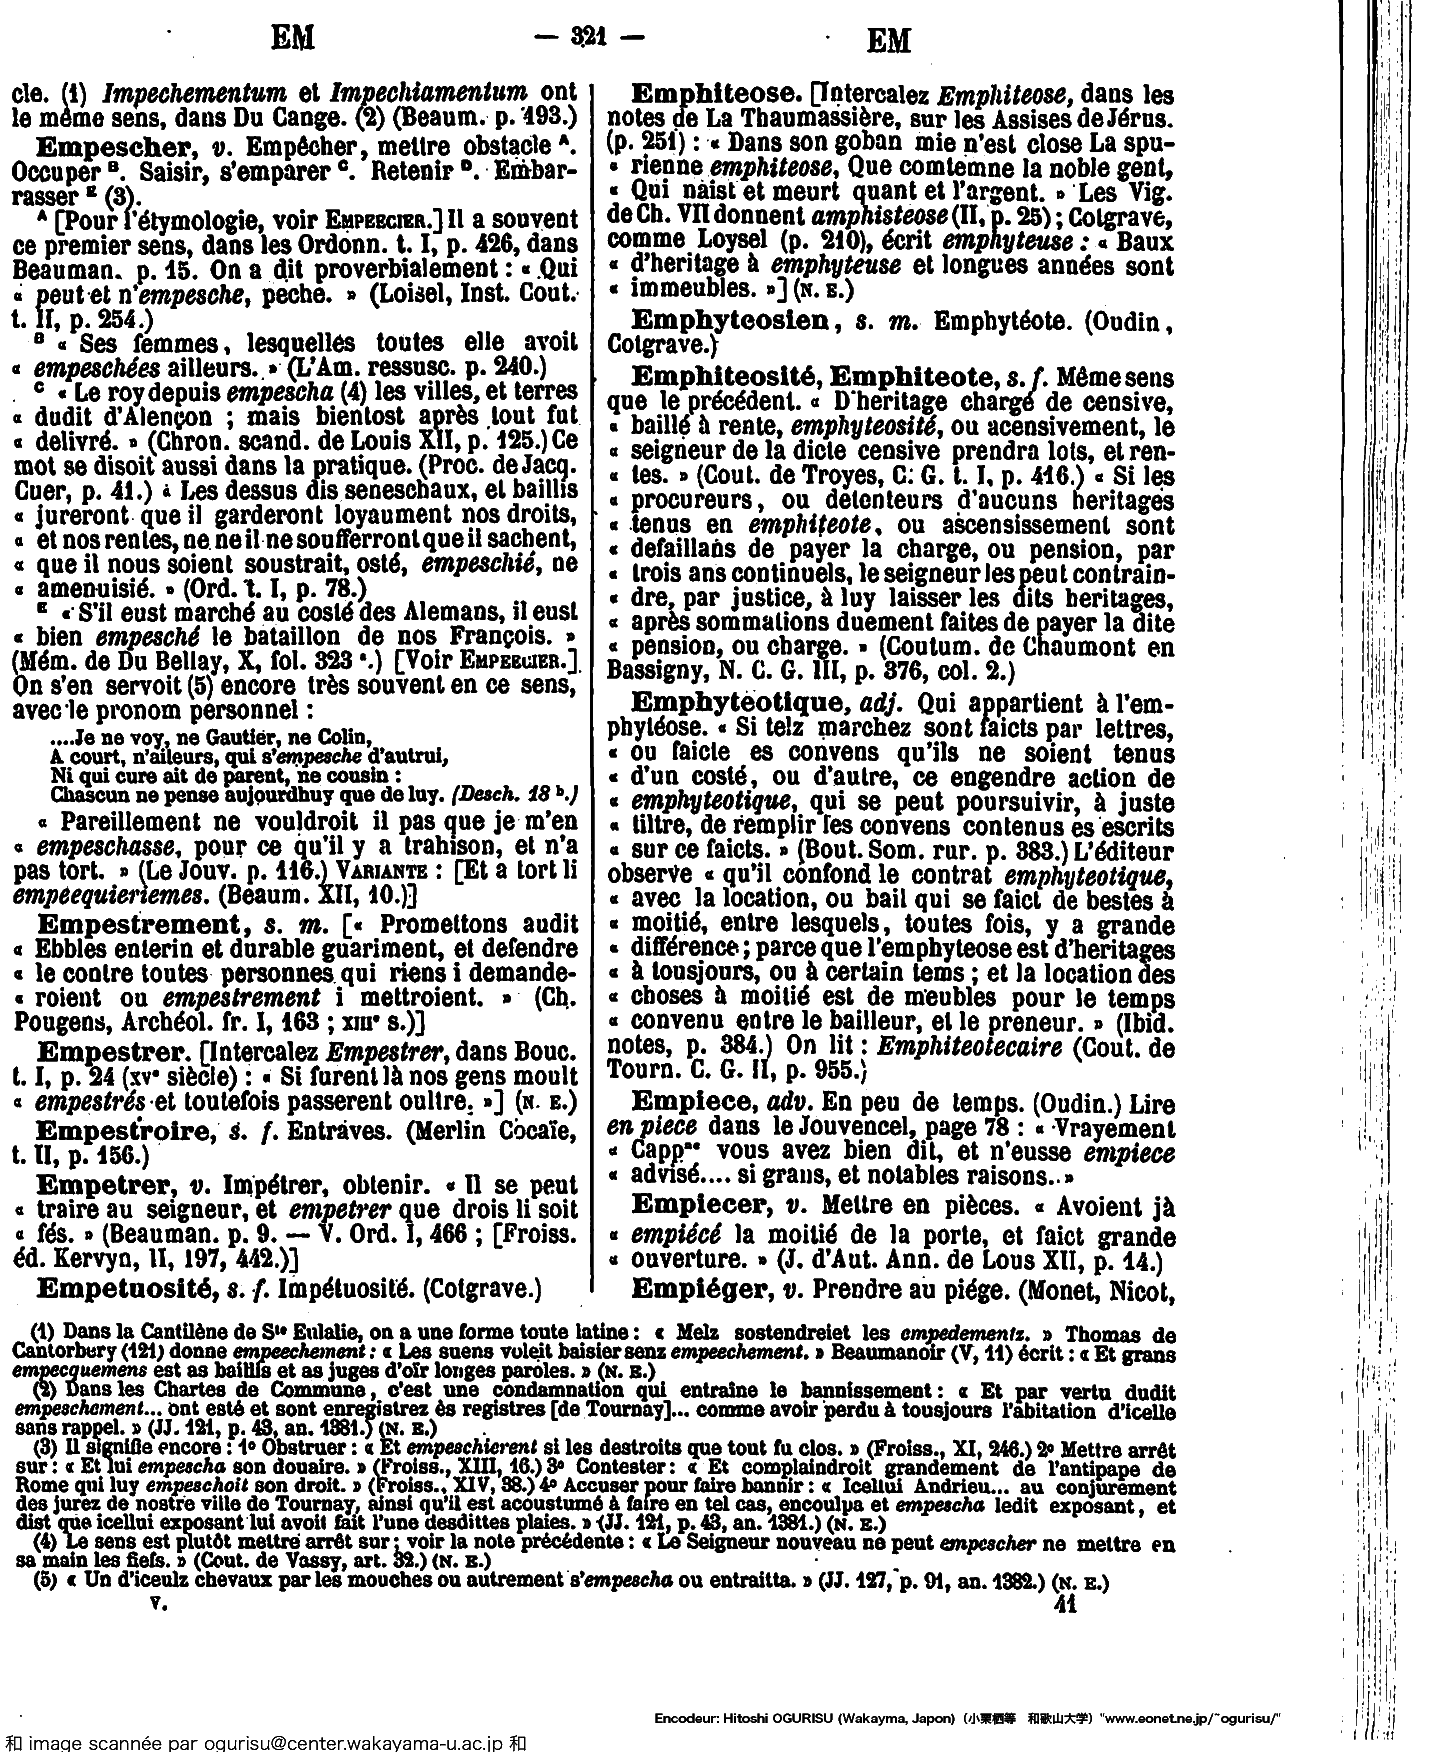 EM — 321 — EM
cle. (1) Impechementum et Impechiamentum ont
le même sens, dans Du Cange. (2) (Beaum. p. 493.)
Empescher, v. Empêcher, mettre obstacle A.
Occuper B. Saisir, s'emparer C. Retenir D. Embar-
rasser E (3).
A [Pour l'étymologie, voir EMPEECIER.] Il a souvent
ce premier sens, dans les Ordonn. t. I, p. 426, dans
Beauman. p. 15. On a dit proverbialement : « Qui
« peut et n'empesche, peche. » (Loisel, Inst. Cout.
t. II, p. 254.)
B « Ses femmes, lesquelles toutes elle avoit
« empeschées ailleurs. » (L'Am. ressusc. p. 240.)
C « Le roy depuis empescha (4) les villes, et terres
« dudit d'Alençon ; mais bientost après tout fut
« delivré. » (Chron. scand. de Louis XII, p. 125.) Ce
mot se disoit aussi dans la pratique. (Proc. de Jacq.
Cuer, p. 41.) « Les dessus dis seneschaux, et baillis
« jureront que il garderont loyaument nos droits,
« et nos rentes, ne ne il ne soufferront que il sachent,
« que il nous soient soustrait, osté, empeschié, ne
« amenuisié. » (Ord. t. I, p. 78.)
E « S'il eust marché au costé des Alemans, il eust
« bien empesché le bataillon de nos François. »
(Mém. de Du Bellay, X, fol. 323 a.) [Voir EMPEECIER.]
On s'en servoit (5) encore très souvent en ce sens,
avec le pronom personnel :
....Je ne voy, ne Gautier, ne Colin,
A court, n'aileurs, qui s'empesche d'autrui,
Ni qui cure ait de parent, ne cousin :
Chascun ne pense aujourdhuy que de luy. (Desch. 18 b.)
« Pareillement ne vouldroit il pas que je m'en
« empeschasse, pour ce qu'il y a trahison, et n'a
pas tort. » (Le Jouv. p. 116.) VARIANTE : [Et a tort li
empeequieriemes. (Beaum. XII, 10.)]
Empestrement, s. m. [« Promettons audit
« Ebbles enterin et durable guariment, et defendre
« le contre toutes personnes qui riens i demande-
« roient ou empestrement i mettroient. » (Ch.
Pougens, Archéol. fr. I, 163 ; XIIIe s.)]
Empestrer. [Intercalez Empestrer, dans Bouc.
t. I, p. 24 (XVe siècle) : « Si furent là nos gens moult
« empestrés et toutefois passerent oultre. »] (N. E.)
Empestroire, s. f. Entraves. (Merlin Cocaïe,
t. II, p. 156.)
Empetrer, v. Impétrer, obtenir. « Il se peut
« traire au seigneur, et empetrer que drois li soit
« fés. » (Beauman. p. 9. — V. Ord. I, 466 ; [Froiss.
éd. Kervyn, II, 197, 442.)]
Empetuosité, s. f. Impétuosité. (Cotgrave.)
Emphiteose. [Intercalez Emphiteose, dans les
notes de La Thaumassière, sur les Assises de Jérus.
(p. 251) : « Dans son goban mie n'est close La spu-
« rienne emphiteose, Que comtemne la noble gent,
« Qui naist et meurt quant et l'argent. » Les Vig.
de Ch. VII donnent amphisteose (II, p. 25) ; Cotgrave,
comme Loysel (p. 210), écrit emphyteuse : « Baux
« d'heritage à emphyteuse et longues années sont
« immeubles. »] (N. E.)
Emphyteosien, s. m. Emphytéote. (Oudin,
Cotgrave.)
Emphiteosité, Emphiteote, s. f. Même sens
que le précédent. « D'heritage chargé de censive,
« baillé à rente, emphyteosité, ou acensivement, le
« seigneur de la dicte censive prendra lots, et ren-
« tes. » (Cout. de Troyes, C. G. t. I, p. 416.) « Si les
« procureurs, ou detenteurs d'aucuns heritages
« tenus en emphiteote, ou ascensissement sont
« defaillans de payer la charge, ou pension, par
« trois ans continuels, le seigneur les peut contrain-
« dre, par justice, à luy laisser les dits heritages,
« après sommations duement faites de payer la dite
« pension, ou charge. » (Coutum. de Chaumont en
Bassigny, N. C. G. III, p. 376, col. 2.)
Emphyteotique, adj. Qui appartient à l'em-
phytéose. « Si telz marchez sont faicts par lettres,
« ou faicte es convens qu'ils ne soient tenus
« d'un costé, ou d'autre, ce engendre action de
« emphyteotique, qui se peut poursuivir, à juste
« tiltre, de remplir les convens contenus es escrits
« sur ce faicts. » (Bout. Som. rur. p. 383.) L'éditeur
observe « qu'il confond le contrat emphyteotique,
« avec la location, ou bail qui se faict de bestes à
« moitié, entre lesquels, toutes fois, y a grande
« différence ; parce que l'emphyteose est d'heritages
« à tousjours, ou à certain tems ; et la location des
« choses à moitié est de meubles pour le temps
« convenu entre le bailleur, et le preneur. » (Ibid.
notes, p. 384.) On lit : Emphiteotecaire (Cout. de
Tourn. C. G. II, p. 955.)
Empiece, adv. En peu de temps. (Oudin.) Lire
en piece dans le Jouvencel, page 78 : « Vrayement
« Capp ne vous avez bien dit, et n'eusse empiece
« advisé.... si grans, et notables raisons.. »
Empiecer, v. Mettre en pièces. « Avoient jà
« empiécé la moitié de la porte, et faict grande
« ouverture. » (J. d'Aut. Ann. de Lous XII, p. 14.)
Empiéger, v. Prendre au piége. (Monet, Nicot,
(1) Dans la Cantilène de Ste Eulalie, on a une forme toute latine : « Melz sostendreiet les empedementz. » Thomas de
Cantorbury (121) donne empeechement : « Les suens voleit baisier senz empeechement. » Beaumanoir (V, 11) écrit : « Et grans
empecquemens est as baillis et as juges d'oïr longes paroles. » (N. E.)
(2) Dans les Chartes de Commune, c'est une condamnation qui entraîne le bannissement : « Et par vertu dudit
empeschement... ont esté et sont enregistrez ès registres [de Tournay]... comme avoir perdu à tousjours l'abitation d'icelle
sans rappel. » (JJ. 121, p. 43, an. 1381.) (N. E.)
(3) Il signifie encore : 1o Obstruer : « Et empeschierent si les destroits que tout fu clos. » (Froiss., XI, 246.) 2o Mettre arrêt
sur : « Et lui empescha son douaire. » (Froiss., XIII, 16.) 3o Contester : « Et complaindroit grandement de l'antipape de
Rome qui luy empeschoit son droit. » (Froiss., XIV, 38.) 4o Accuser pour faire bannir : « Icellui Andrieu... au conjurement
des jurez de nostre ville de Tournay, ainsi qu'il est acoustumé à faire en tel cas, encoulpa et empescha ledit exposant, et
dist que icellui exposant lui avoit fait l'une desdittes plaies. » (JJ. 121, p. 43, an. 1381.) (N. E.)
(4) Le sens est plutôt mettre arrêt sur ; voir la note précédente : « Le Seigneur nouveau ne peut empescher ne mettre en
sa main les fiefs. » (Cout. de Vassy, art. 32.) (N. E.)
(5) « Un d'iceulz chevaux par les mouches ou autrement s'empescha ou entraitta. » (JJ. 127, p. 91, an. 1382.) (N. E.)
V. 41
Encodeur: Hitoshi OGURISU (Wakayma, Japon) (小栗栖等 和歌山大学) "www.eonet.ne.jp/~ogurisu/"
和 image scannée par ogurisu@center.wakayama-u.ac.jp 和